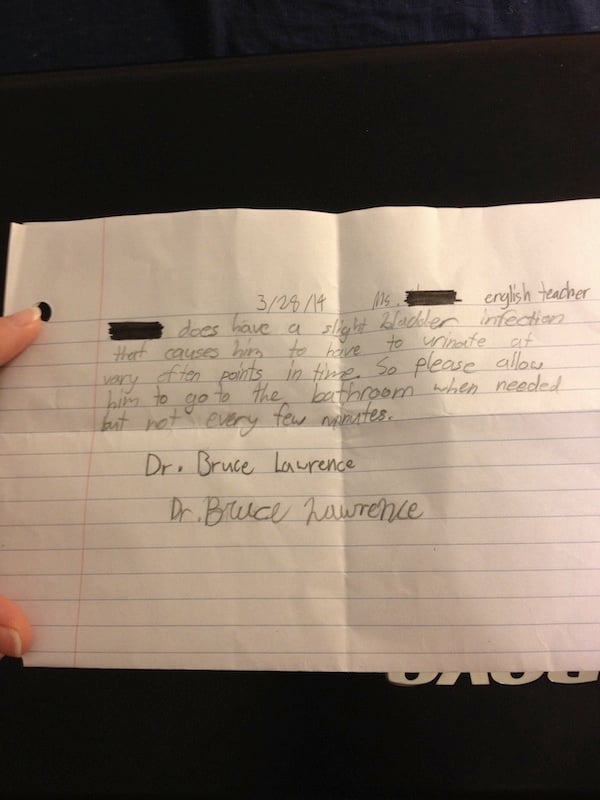 3/28/14 Ms. english teacher
does have a slight bladder infection
that causes him to have to urinate at
vary often points in time. So please allow
him to go to the bathroom when needed
but not every few minutes.
Dr. Bruce Lawrence
Dr. Bruce Lawrence